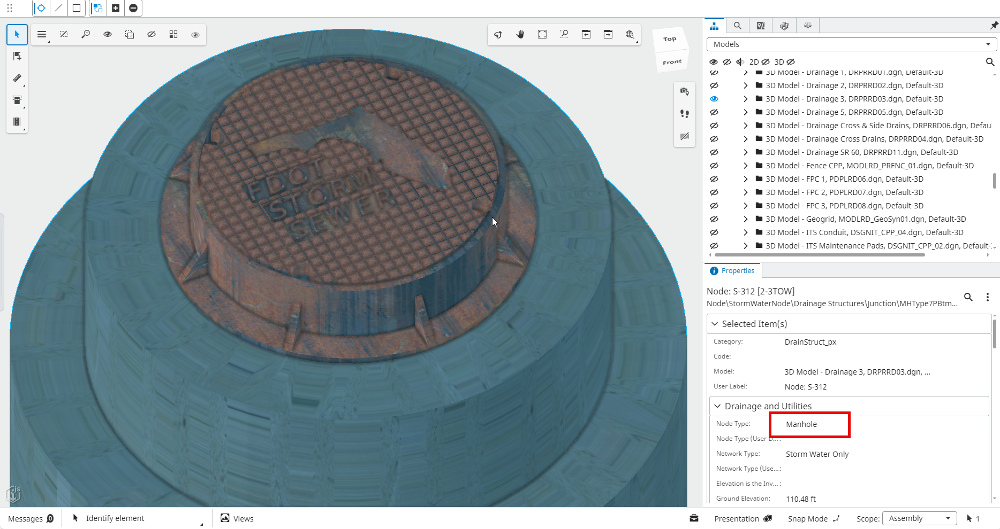 Top
Front
FDOT
STORM
SEWER
Models
2D
3D
3D Model - Drainage 1, DRPRRD01.dgn, Default-3D
3D Model - Drainage 2, DRPRRD02.dgn, Default-3D
3D Model - Drainage 3, DRPRRD03.dgn, Default-3D
3D Model - Drainage 5, DRPRRD05.dgn, Default-3D
3D Model - Drainage Cross & Side Drains, DRPRRD06.dgn, Defau
3D Model - Drainage Cross Drains, DRPRRD04.dgn, Default-3D
3D Model - Drainage SR 60, DRPRRD11.dgn, Default-3D
3D Model - Fence CPP, MODLRD_PRFNC_01.dgn, Default-3D
3D Model - FPC 1, PDPLRD06.dgn, Default-3D
3D Model - FPC 2, PDPLRD07.dgn, Default-3D
3D Model - FPC 3, PDPLRD08.dgn, Default-3D
3D Model - Geogrid, MODLRD_GeoSyn01.dgn, Default-3D
3D Model - ITS Conduit, DSGNIT_CPP_04.dgn, Default-3D
3D Model - ITS Maintenance Pads, DSGNIT_CPP_02.dgn, Default-
Properties
Node: S-312 [2-3TOW]
Node\StormWaterNode\Drainage Structures\Junction\MHType7PBtm...
Selected Item(s)
Category: DrainStruct_px
Code:
Model: 3D Model - Drainage 3, DRPRRD03.dgn, ...
User Label: Node: S-312
Drainage and Utilities
Node Type: Manhole
Node Type (User D... :
Network Type: Storm Water Only
Network Type (Use... :
Elevation is the Inv... :
Ground Elevation: 110.48 ft
js
Messages 0
Identify element
Views
Presentation
Snap Mode
Scope: Assembly
1